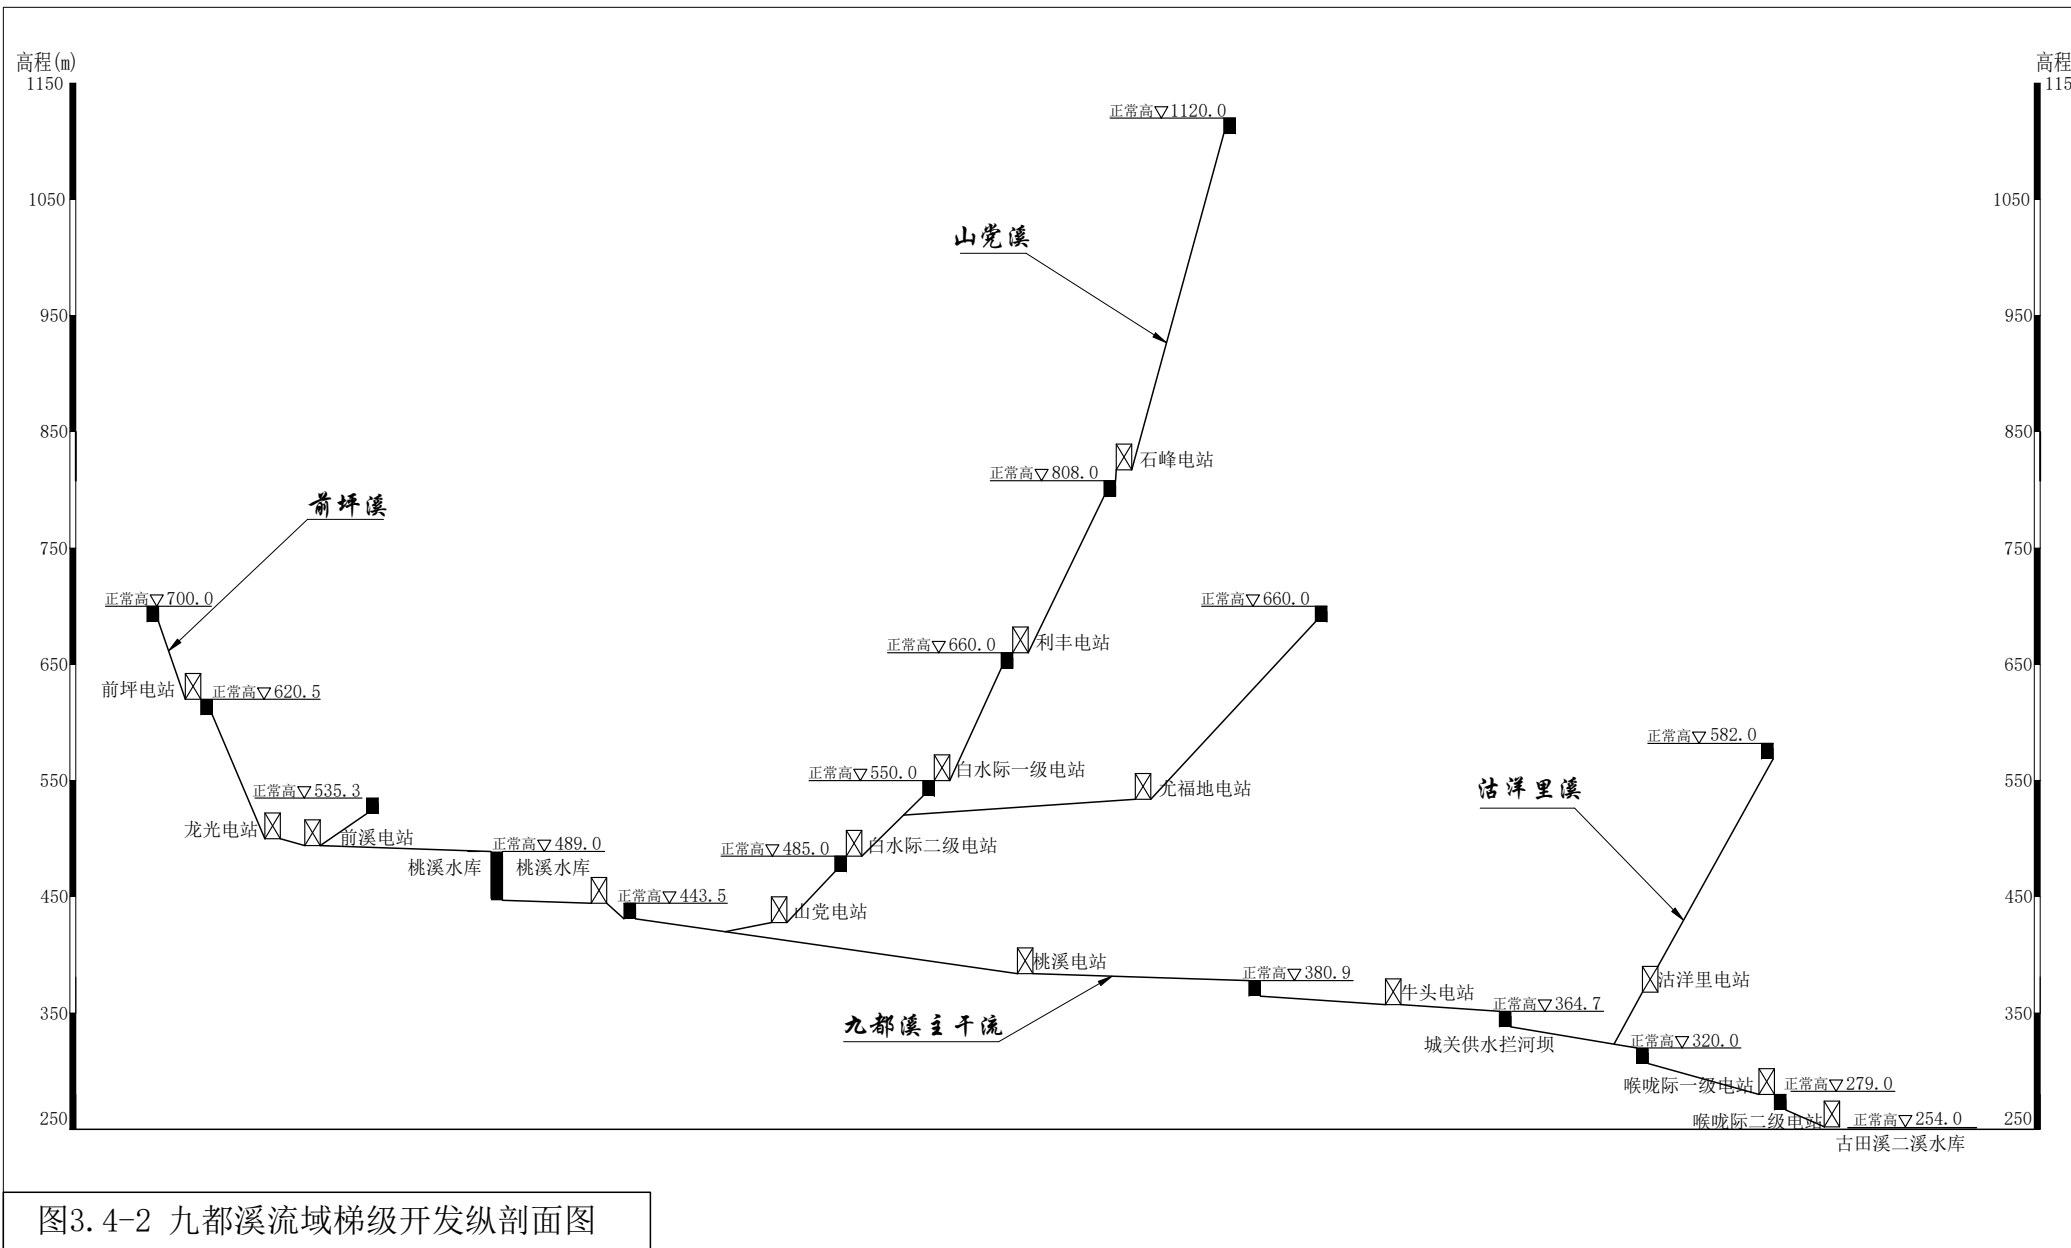 高程(m)
高程
1150
115
正常高▽1120.0
1050
1050
山党溪
950
950
850
850
石峰电站
正常高▽808.0
前坪溪
750
750
正常高▽700.0
正常高▽660.0
利丰电站
正常高▽660.0
650
650
前坪电站
正常高▽620.5
正常高▽582.0
白水际一级电站
正常高▽550.0
550
550
尤福地电站
沽洋里溪
正常高▽535.3
龙光电站
前溪电站
正常高▽489.0
正常高▽485.0
白水际二级电站
桃溪水库
桃溪水库
450
450
正常高▽443.5
山党电站
桃溪电站
正常高▽380.9
沽洋里电站
牛头电站
正常高▽364.7
350
350
九都溪主干流
城关供水拦河坝
正常高▽320.0
喉咙际一级电站
正常高▽279.0
250
250
喉咙际二级电站
正常高▽254.0
古田溪二溪水库
图3.4-2 九都溪流域梯级开发纵剖面图